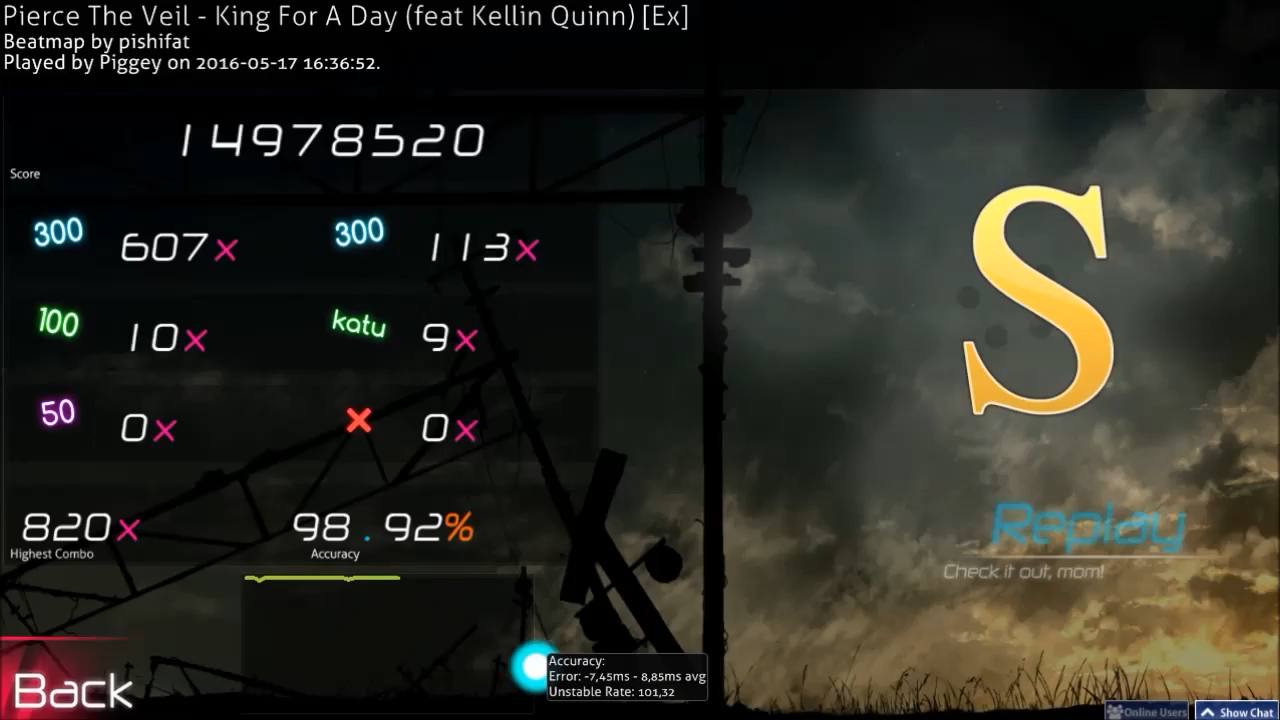 Pierce The Veil - King For A Day (feat Kellin Quinn) [Ex]
Beatmap by pishifat
Played by Piggey on 2016-05-17 16:36:52.
14978520
Score
300 607x 300 113x
100 10x katu 9x
50 0x X 0x
820x 98.92%
Highest Combo Accuracy
S
Replay
Check it out, mom!
Accuracy:
Error: -7,45ms - 8,85ms avg
Unstable Rate: 101,32
Back
Online Users Show Chat